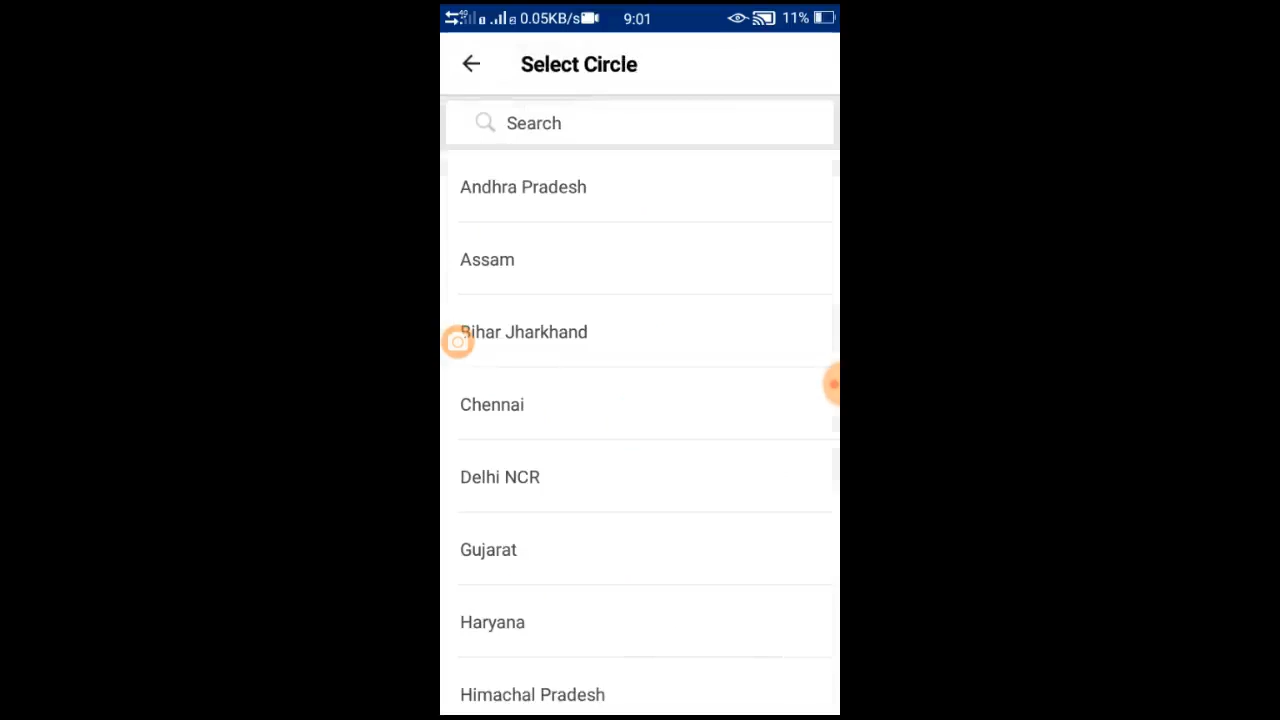 4G 0.05KB/s 9:01 11%
Select Circle
Search
Andhra Pradesh
Assam
Bihar Jharkhand
Chennai
Delhi NCR
Gujarat
Haryana
Himachal Pradesh